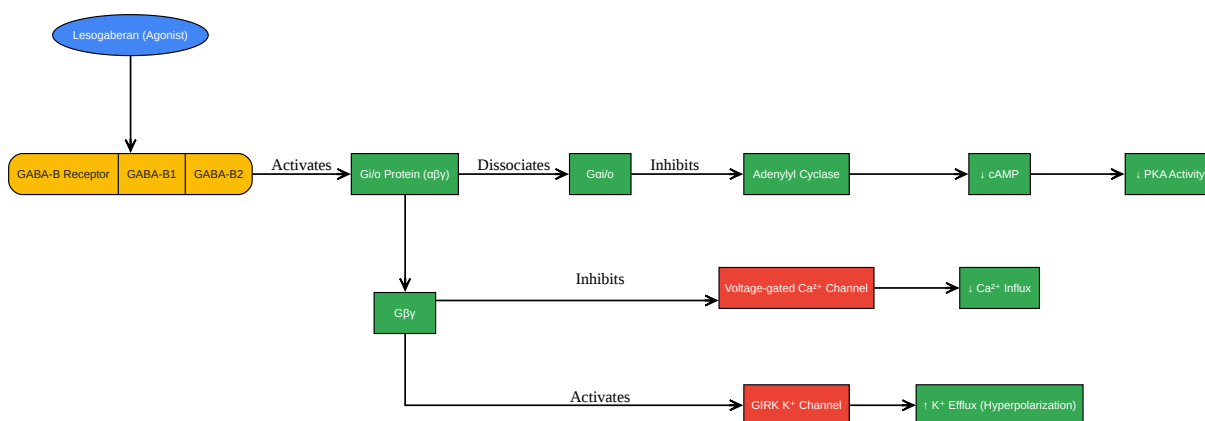 Lesogaberan (Agonist)
GABA-B Receptor
GABA-B1
GABA-B2
Activates
Gi/o Protein (αβγ)
Dissociates
Gαi/o
Inhibits
Adenylyl Cyclase
↓ cAMP
↓ PKA Activity
Gβγ
Inhibits
Voltage-gated Ca²⁺ Channel
↓ Ca²⁺ Influx
Activates
GIRK K⁺ Channel
↑ K⁺ Efflux (Hyperpolarization)